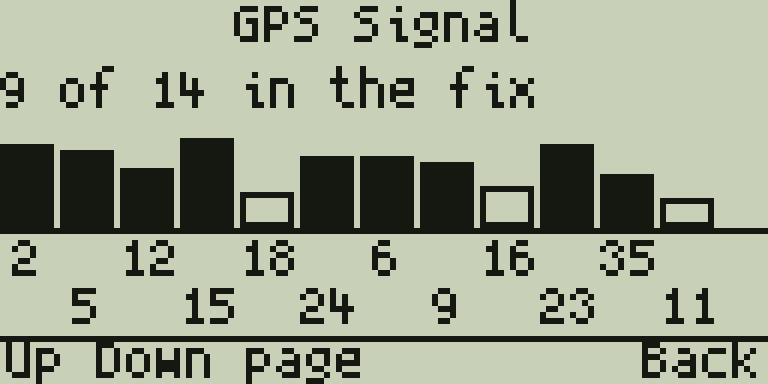 GPS Signal
9 of 14 in the fix
2 12 18 6 16 35
5 15 24 9 23 11
Up Down page Back